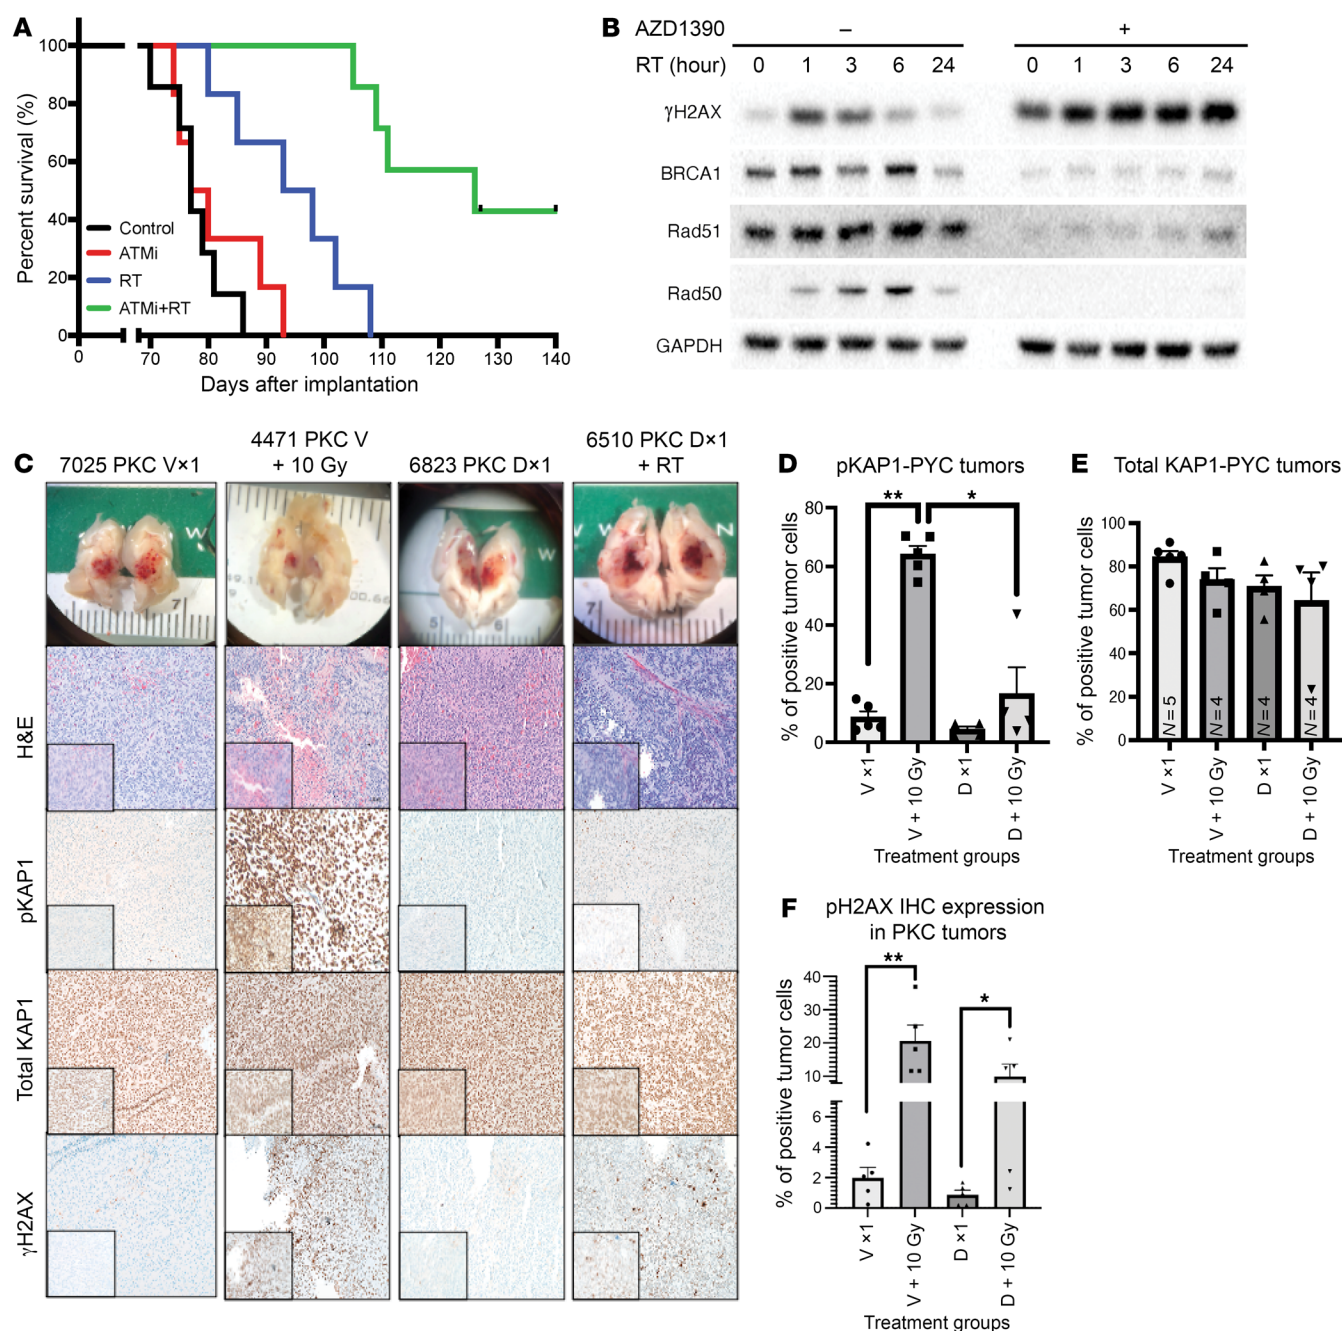 A
Percent survival (%)
100
80
60
40
20
0
Control
ATMi
RT
ATMi+RT
0 70 80 90 100 110 120 130 140
Days after implantation
B
AZD1390 – +
RT (hour) 0 1 3 6 24 0 1 3 6 24
γH2AX
BRCA1
Rad51
Rad50
GAPDH
C
7025 PKC V×1
4471 PKC V
+ 10 Gy
6823 PKC D×1
6510 PKC D×1
+ RT
W
7
W
5 6
W
N
7
H&E
pKAP1
Total KAP1
γH2AX
D
pKAP1-PYC tumors
% of positive tumor cells
80
60
40
20
0
** *
V ×1
V + 10 Gy
D ×1
D + 10 Gy
Treatment groups
E
Total KAP1-PYC tumors
% of positive tumor cells
100
80
60
40
20
0
N = 5
N = 4
N = 4
N = 4
V ×1
V + 10 Gy
D ×1
D + 10 Gy
Treatment groups
F
pH2AX IHC expression
in PKC tumors
% of positive tumor cells
40
30
20
10
6
4
2
0
** *
V ×1
V + 10 Gy
D ×1
D + 10 Gy
Treatment groups